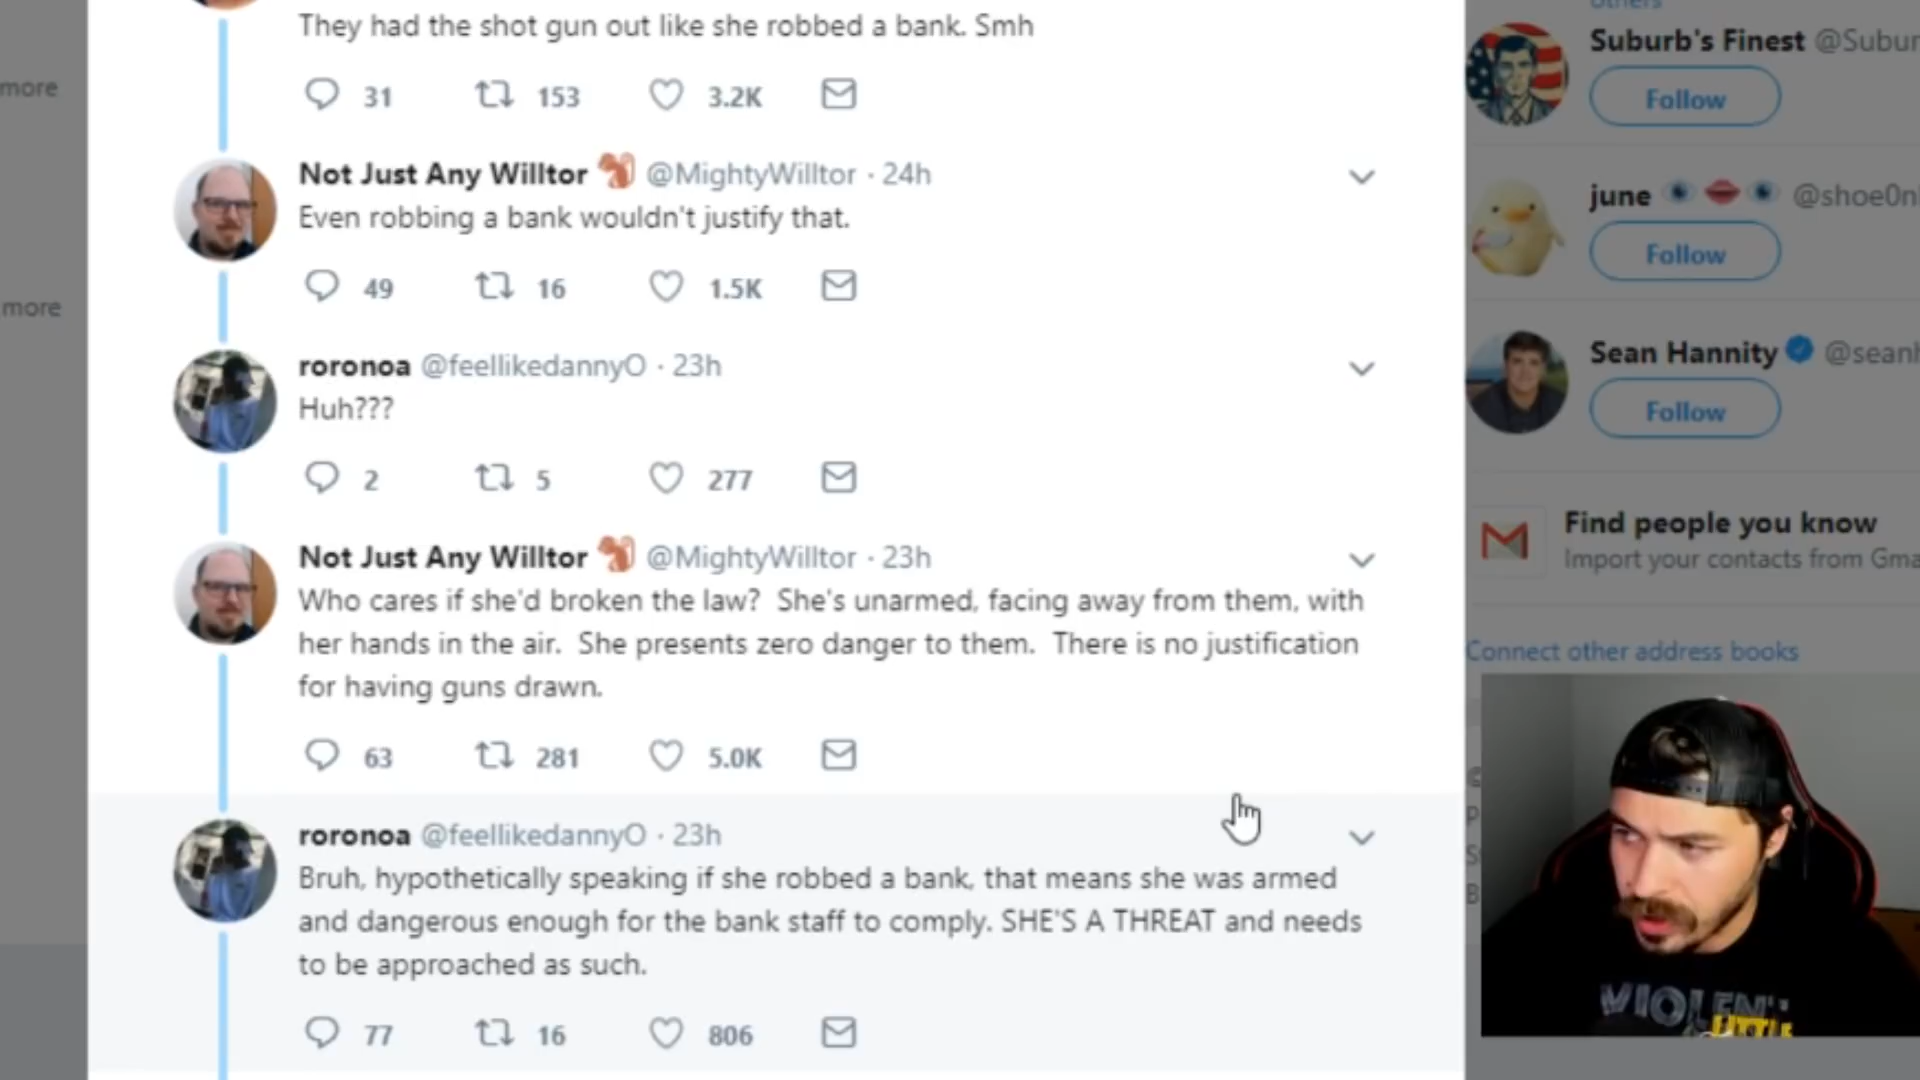 They had the shot gun out like she robbed a bank. Smh
31 153 3.2K
Not Just Any Willtor @MightyWilltor · 24h
Even robbing a bank wouldn't justify that.
49 16 1.5K
roronoa @feellikedannyO · 23h
Huh???
2 5 277
Not Just Any Willtor @MightyWilltor · 23h
Who cares if she'd broken the law? She's unarmed, facing away from them, with
her hands in the air. She presents zero danger to them. There is no justification
for having guns drawn.
63 281 5.0K
roronoa @feellikedannyO · 23h
Bruh, hypothetically speaking if she robbed a bank, that means she was armed
and dangerous enough for the bank staff to comply. SHE'S A THREAT and needs
to be approached as such.
77 16 806
more
more
others
Suburb's Finest @Subur
Follow
june @shoe0n
Follow
Sean Hannity @seanh
Follow
Find people you know
Import your contacts from Gma
Connect other address books
VIOLEN
LITTLE